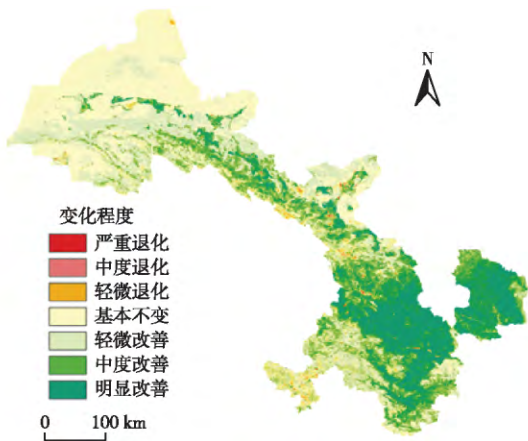 N
变化程度
严重退化
中度退化
轻微退化
基本不变
轻微改善
中度改善
明显改善
0 100 km